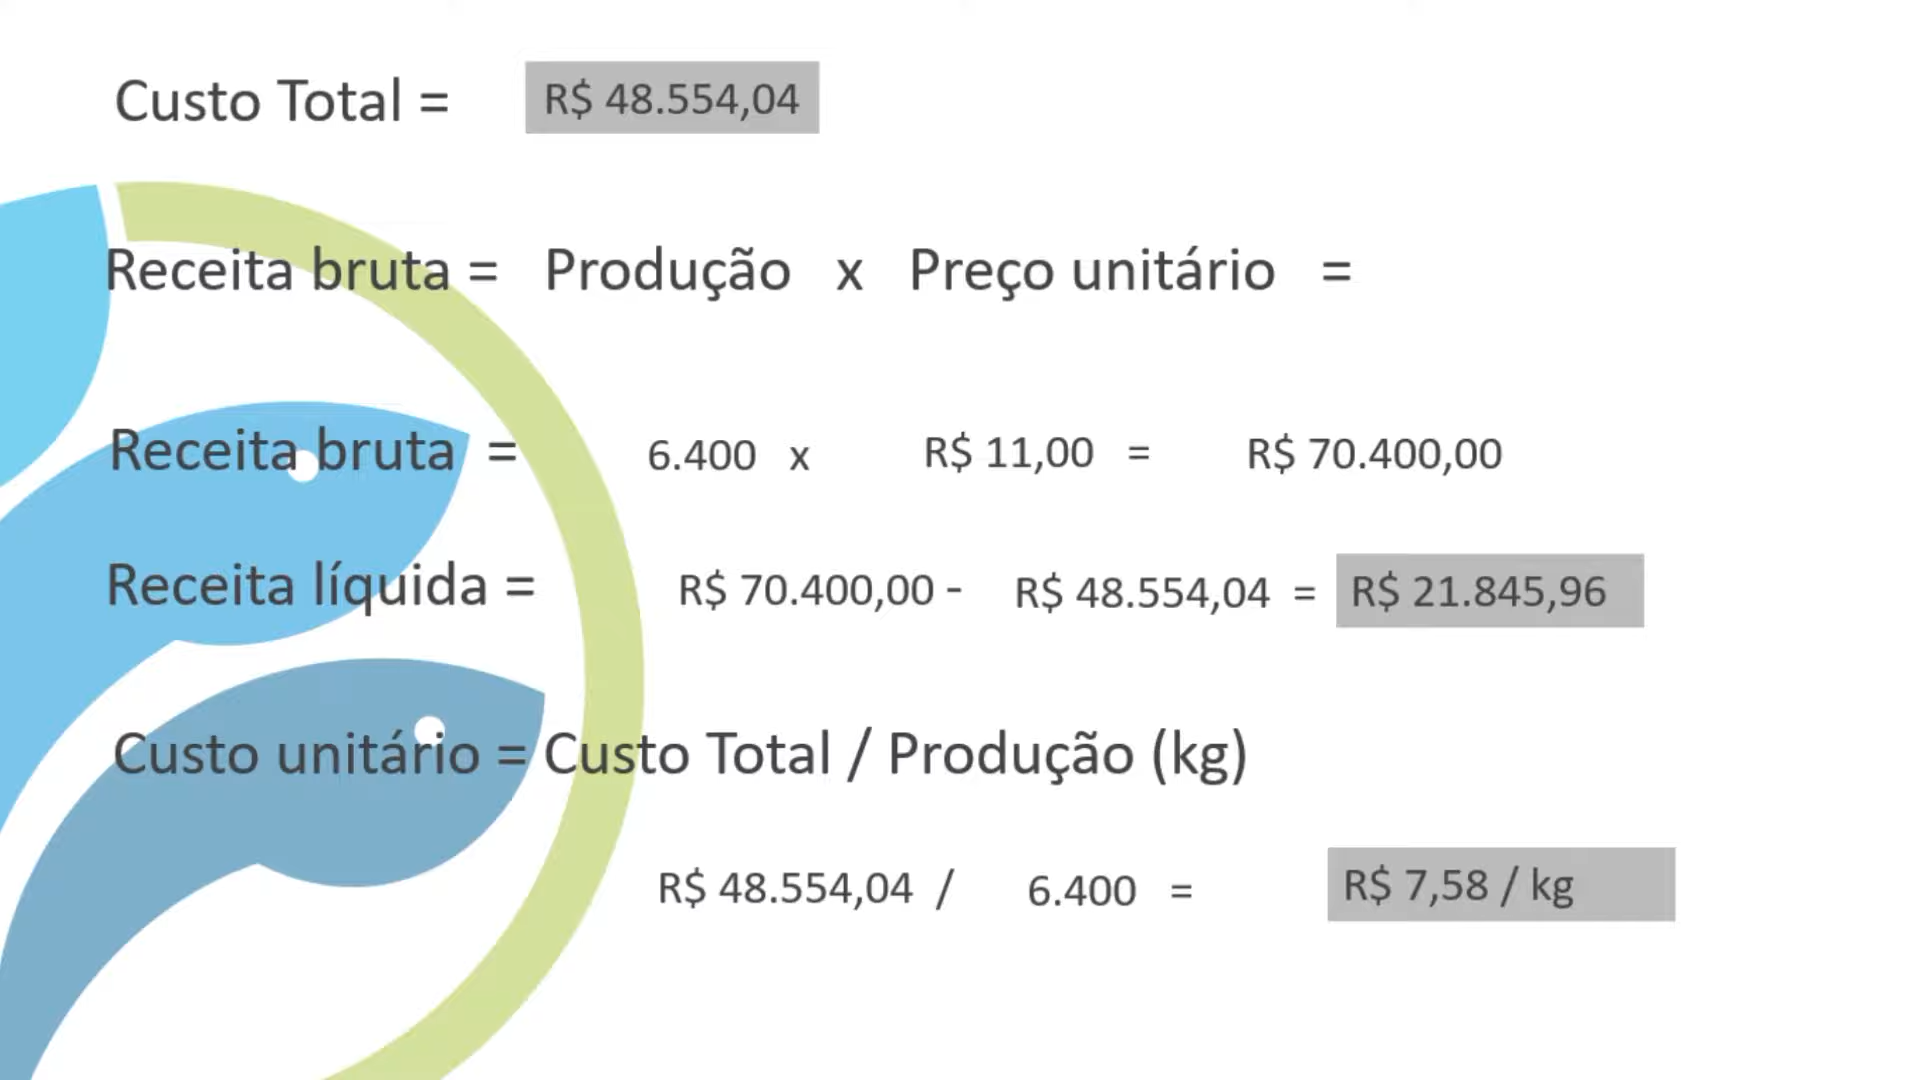 Custo Total = R$ 48.554,04
Receita bruta = Produção x Preço unitário =
Receita bruta = 6.400 x R$ 11,00 = R$ 70.400,00
Receita líquida = R$ 70.400,00 - R$ 48.554,04 = R$ 21.845,96
Custo unitário = Custo Total / Produção (kg)
R$ 48.554,04 / 6.400 = R$ 7,58 / kg